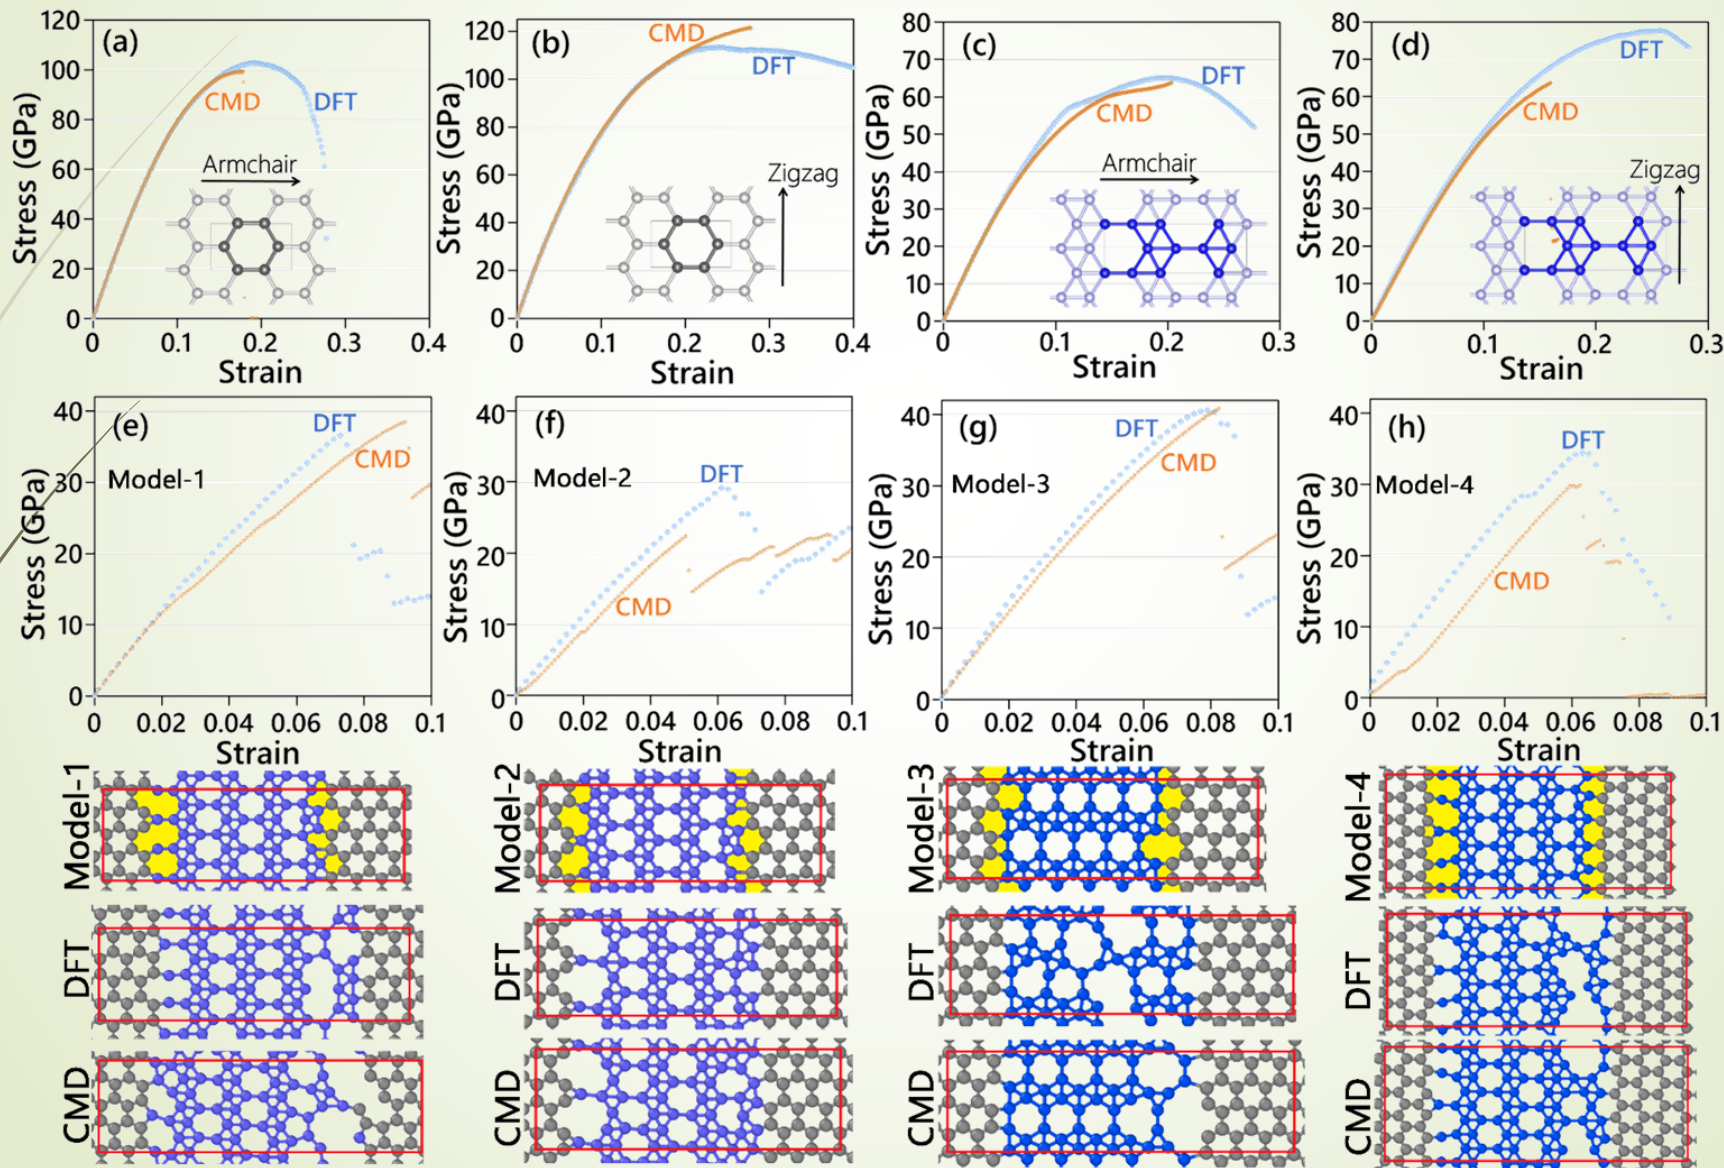 (a)
120
100
80
60
40
20
0
Stress (GPa)
CMD
DFT
Armchair
0 0.1 0.2 0.3 0.4
Strain
(b)
120
100
80
60
40
20
0
Stress (GPa)
CMD
DFT
Zigzag
0 0.1 0.2 0.3 0.4
Strain
(c)
80
70
60
50
40
30
20
10
0
Stress (GPa)
DFT
CMD
Armchair
0 0.1 0.2 0.3
Strain
(d)
80
70
60
50
40
30
20
10
0
Stress (GPa)
DFT
CMD
Zigzag
0 0.1 0.2 0.3
Strain
(e)
40
30
20
10
0
Stress (GPa)
DFT
CMD
Model-1
0 0.02 0.04 0.06 0.08 0.1
Strain
(f)
40
30
20
10
0
Stress (GPa)
Model-2
DFT
CMD
0 0.02 0.04 0.06 0.08 0.1
Strain
(g)
40
30
20
10
0
Stress (GPa)
DFT
CMD
Model-3
0 0.02 0.04 0.06 0.08 0.1
Strain
(h)
40
30
20
10
0
Stress (GPa)
DFT
Model-4
CMD
0 0.02 0.04 0.06 0.08 0.1
Strain
Model-1
Model-2
Model-3
Model-4
DFT
DFT
DFT
DFT
CMD
CMD
CMD
CMD